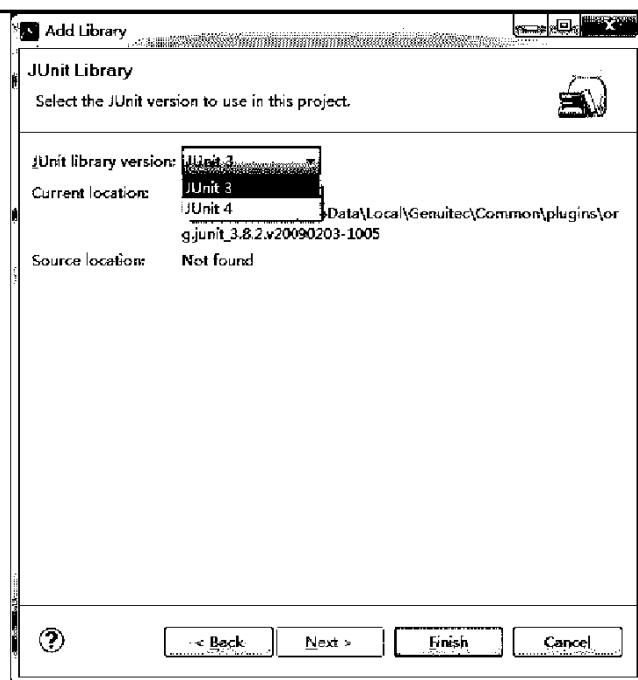 Add Library
JUnit Library
Select the JUnit version to use in this project.
JUnit library version: JUnit 3
JUnit 3
JUnit 4
Current location:
Data\Local\Genuitec\Common\plugins\or
g.junit_3.8.2.v20090203-1005
Source location: Not found
< Back
Next >
Finish
Cancel